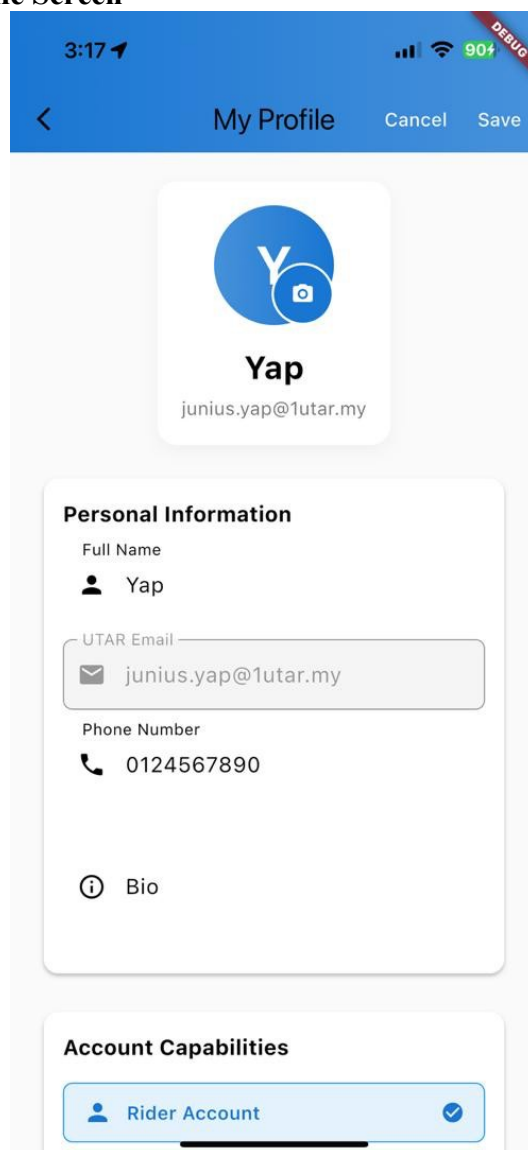 3:17
904
DEBUG
My Profile
Cancel
Save
Y
Yap
junius.yap@1utar.my
Personal Information
Full Name
Yap
UTAR Email
junius.yap@1utar.my
Phone Number
0124567890
Bio
Account Capabilities
Rider Account